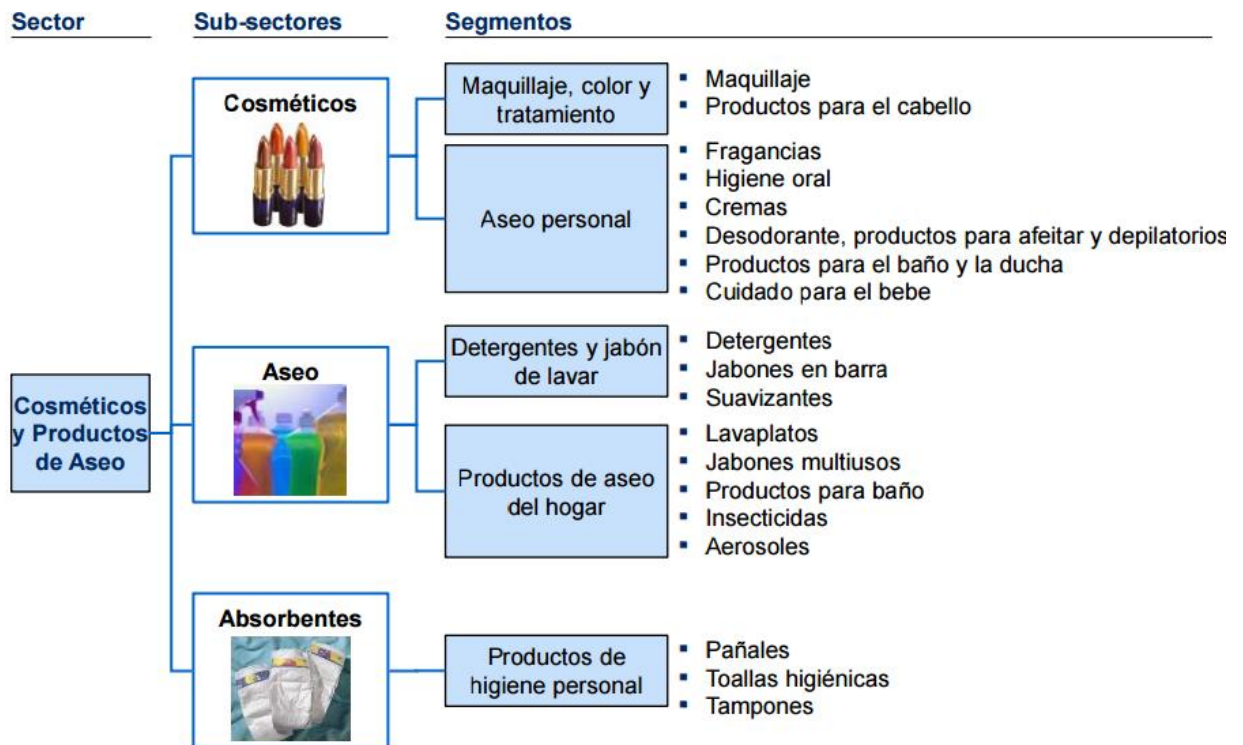 Sector
Sub-sectores
Segmentos
Cosméticos
y Productos
de Aseo
Cosméticos
Maquillaje, color y
tratamiento
Maquillaje
Productos para el cabello
Aseo personal
Fragancias
Higiene oral
Cremas
Desodorante, productos para afeitar y depilatorios
Productos para el baño y la ducha
Cuidado para el bebe
Aseo
Detergentes y jabón
de lavar
Detergentes
Jabones en barra
Suavizantes
Productos de aseo
del hogar
Lavaplatos
Jabones multiusos
Productos para baño
Insecticidas
Aerosoles
Absorbentes
Productos de
higiene personal
Pañales
Toallas higiénicas
Tampones